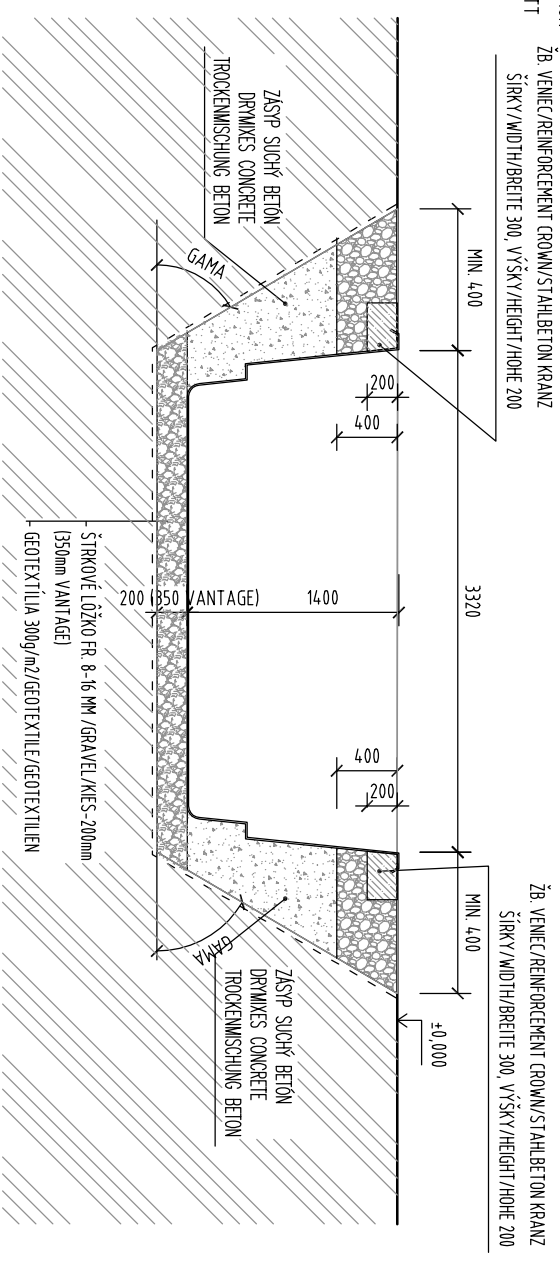 TT
ŽB. VENIEC/REINFORCEMENT CROWN/STAHLBETON KRANZ
ŠÍRKY/WIDTH/BREITE 300, VÝŠKY/HEIGHT/HÖHE 200
ŽB. VENIEC/REINFORCEMENT CROWN/STAHLBETON KRANZ
ŠÍRKY/WIDTH/BREITE 300, VÝŠKY/HEIGHT/HÖHE 200
MIN. 400
3320
MIN. 400
±0,000
200
400
400
200
1400
200 (350 VANTAGE)
ZÁSYP SUCHÝ BETÓN
DRYMIXES CONCRETE
TROCKENMISCHUNG BETON
GAMA
ZÁSYP SUCHÝ BETÓN
DRYMIXES CONCRETE
TROCKENMISCHUNG BETON
GAMA
ŠTRKOVÉ LÔŽKO FR. 8-16 MM /GRAVEL/KIES-200mm
(350mm VANTAGE)
GEOTEXTÍLIA 300g/m2/GEOTEXTILE/GEOTEXTILIEN